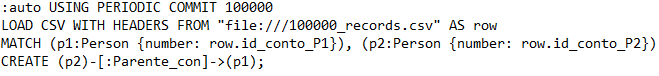 :auto USING PERIODIC COMMIT 100000
LOAD CSV WITH HEADERS FROM "file:///100000_records.csv" AS row
MATCH (p1:Person {number: row.id_conto_P1}), (p2:Person {number: row.id_conto_P2})
CREATE (p2)-[:Parente_con]->(p1);